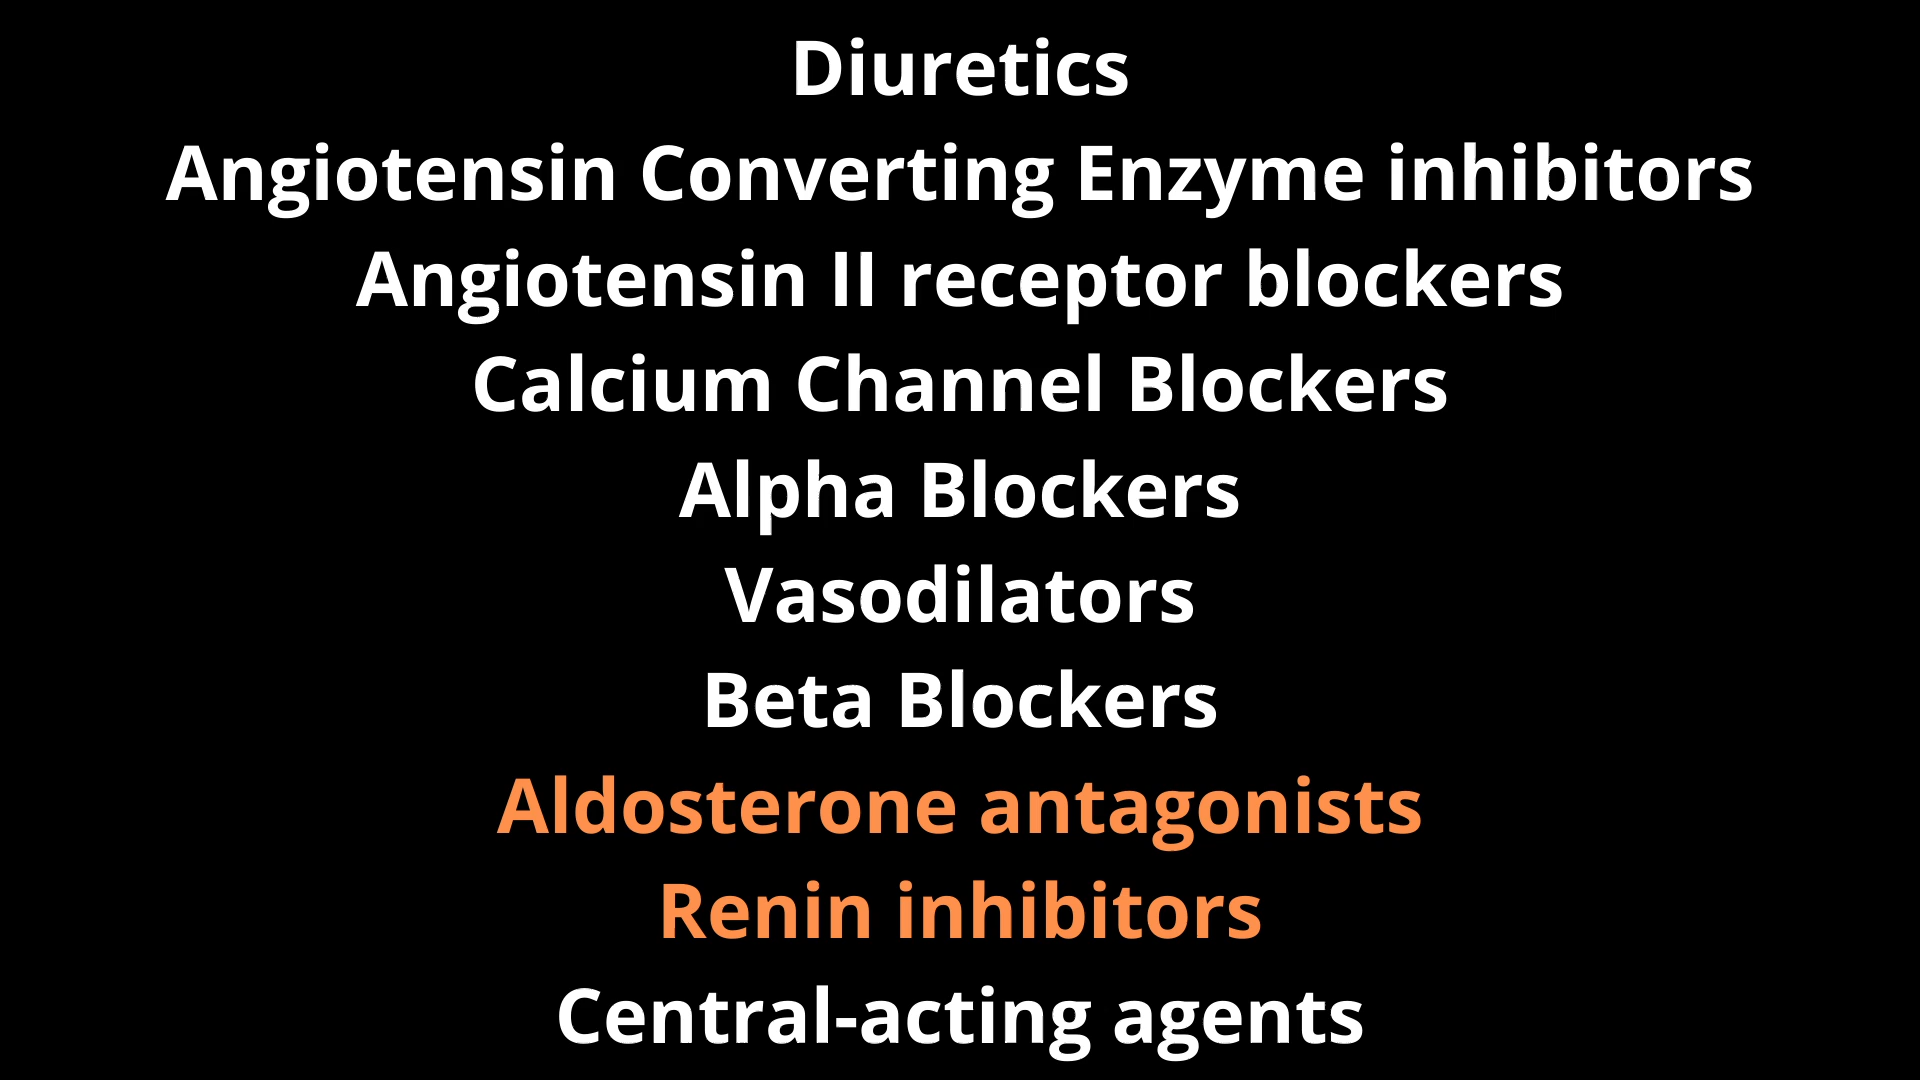 Diuretics
Angiotensin Converting Enzyme inhibitors
Angiotensin II receptor blockers
Calcium Channel Blockers
Alpha Blockers
Vasodilators
Beta Blockers
Aldosterone antagonists
Renin inhibitors
Central-acting agents